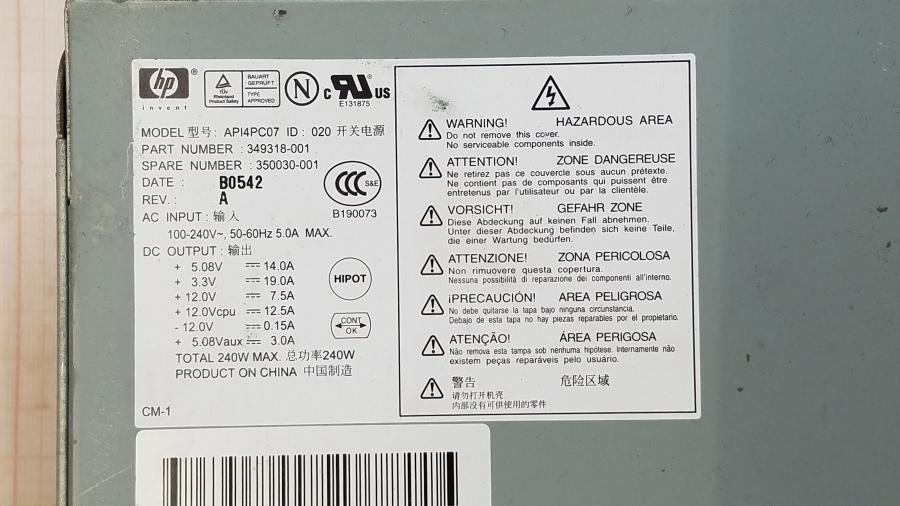 hp ®
invent
TÜV
Rheinland
Product Safety
BAUART
GEPRÜFT
TYPE
APPROVED
N
c RU US
E131875
MODEL 型号: API4PC07 ID : 020 开关电源
PART NUMBER : 349318-001
SPARE NUMBER : 350030-001
DATE : B0542
REV. : A
CCC S&E
B190073
AC INPUT : 输入
100-240V~, 50-60Hz 5.0A MAX.
DC OUTPUT : 输出
+ 5.08V 14.0A
+ 3.3V 19.0A
+ 12.0V 7.5A
+ 12.0Vcpu 12.5A
- 12.0V 0.15A
+ 5.08Vaux 3.0A
HIPOT
CONT
OK
TOTAL 240W MAX. 总功率240W
PRODUCT ON CHINA 中国制造
CM-1
WARNING! HAZARDOUS AREA
Do not remove this cover.
No serviceable components inside.
ATTENTION! ZONE DANGEREUSE
Ne retirez pas ce couvercle sous aucun prétexte.
Ne contient pas de composants qui puissent être
entretenus par l'utilisateur ou par la clientèle.
VORSICHT! GEFAHR ZONE
Diese Abdeckung auf keinen Fall abnehmen.
Unter dieser Abdeckung befinden sich keine Teile,
die einer Wartung bedürfen.
ATTENZIONE! ZONA PERICOLOSA
Non rimuovere questa copertura.
Nessuna possibilità di reparazione dei componenti all'interno.
¡PRECAUCIÓN! AREA PELIGROSA
No debe quitarse la tapa bajo ninguna circunstancia.
Debajo de esta tapa no hay piezas reparables por el propietario.
ATENÇÃO! ÁREA PERIGOSA
Não remova esta tampa sob nenhuma hipótese. Internamente não
existem peças reparáveis pelo usuário.
警告 危险区域
请勿打开机壳
内部没有可供使用的零件